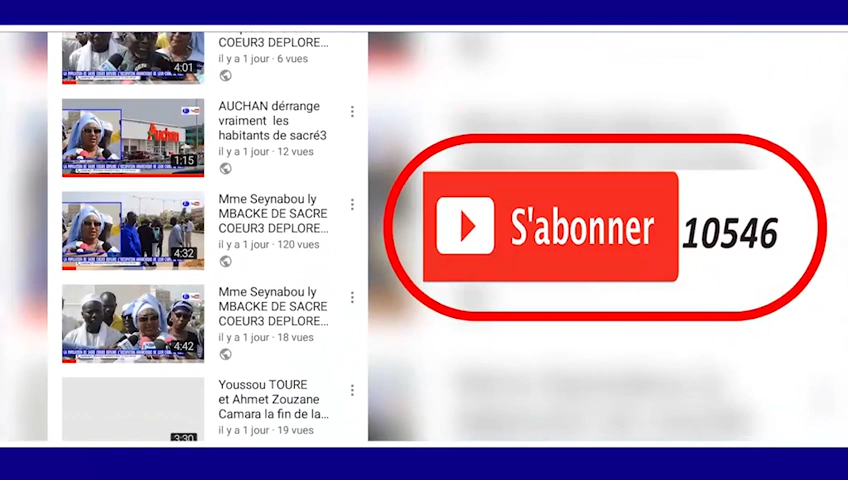 COEUR3 DEPLORE...
il y a 1 jour · 6 vues
4:01
AUCHAN dérrange
vraiment les
habitants de sacré3
il y a 1 jour · 12 vues
Auchan
1:15
Mme Seynabou ly
MBACKE DE SACRE
COEUR3 DEPLORE...
il y a 1 jour · 120 vues
4:32
Mme Seynabou ly
MBACKE DE SACRE
COEUR3 DEPLORE...
il y a 1 jour · 18 vues
4:42
Youssou TOURE
et Ahmet Zouzane
Camara la fin de la...
il y a 1 jour · 19 vues
3:30
S'abonner
10546